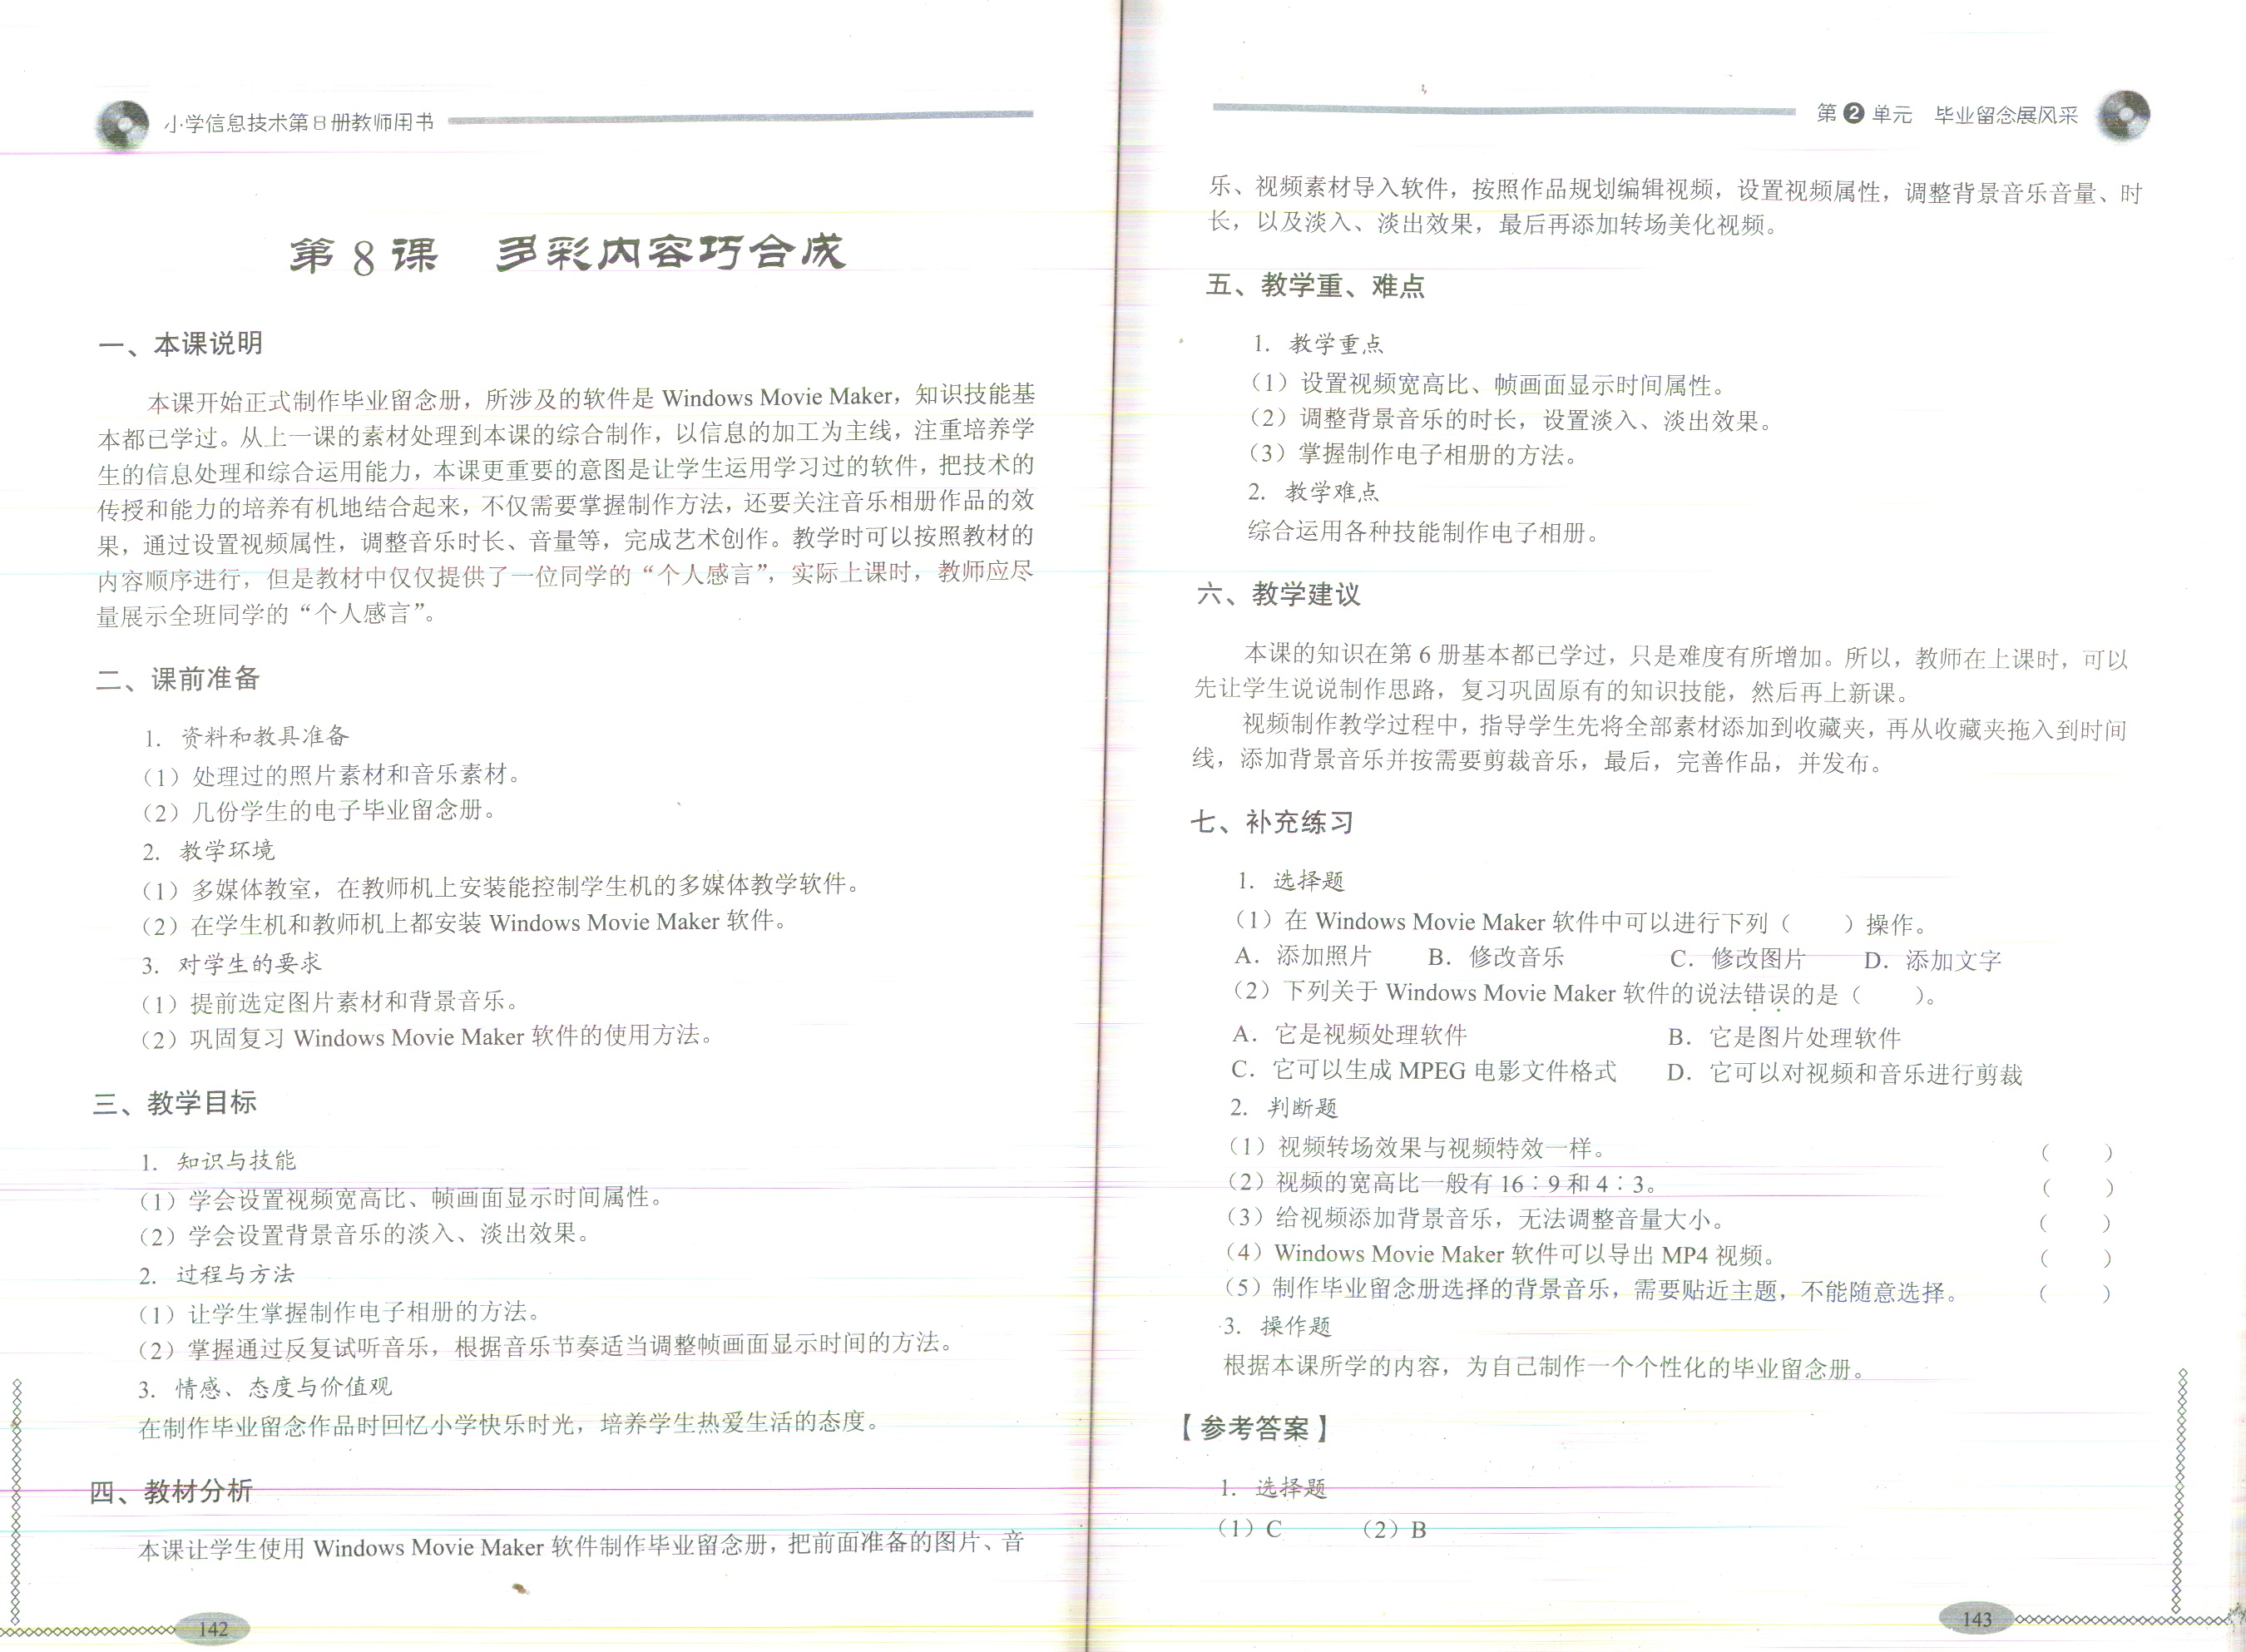 小学信息技术第8册教师用书
第8课 多彩内容巧合成
一、本课说明
本课开始正式制作毕业留念册，所涉及的软件是 Windows Movie Maker，知识技能基
本都已学过。从上一课的素材处理到本课的综合制作，以信息的加工为主线，注重培养学
生的信息处理和综合运用能力，本课更重要的意图是让学生运用学习过的软件，把技术的
传授和能力的培养有机地结合起来，不仅需要掌握制作方法，还要关注音乐相册作品的效
果，通过设置视频属性，调整音乐时长、音量等，完成艺术创作。教学时可以按照教材的
内容顺序进行，但是教材中仅仅提供了一位同学的“个人感言”，实际上课时，教师应尽
量展示全班同学的“个人感言”。
二、课前准备
1. 资料和教具准备
（1）处理过的照片素材和音乐素材。
（2）几份学生的电子毕业留念册。
2. 教学环境
（1）多媒体教室，在教师机上安装能控制学生机的多媒体教学软件。
（2）在学生机和教师机上都安装 Windows Movie Maker 软件。
3. 对学生的要求
（1）提前选定图片素材和背景音乐。
（2）巩固复习 Windows Movie Maker 软件的使用方法。
三、教学目标
1. 知识与技能
（1）学会设置视频宽高比、帧画面显示时间属性。
（2）学会设置背景音乐的淡入、淡出效果。
2. 过程与方法
（1）让学生掌握制作电子相册的方法。
（2）掌握通过反复试听音乐，根据音乐节奏适当调整帧画面显示时间的方法。
3. 情感、态度与价值观
在制作毕业留念作品时回忆小学快乐时光，培养学生热爱生活的态度。
四、教材分析
本课让学生使用 Windows Movie Maker 软件制作毕业留念册，把前面准备的图片、音
142
第2单元 毕业留念展风采
乐、视频素材导入软件，按照作品规划编辑视频，设置视频属性，调整背景音乐音量、时
长，以及淡入、淡出效果，最后再添加转场美化视频。
五、教学重、难点
1. 教学重点
（1）设置视频宽高比、帧画面显示时间属性。
（2）调整背景音乐的时长，设置淡入、淡出效果。
（3）掌握制作电子相册的方法。
2. 教学难点
综合运用各种技能制作电子相册。
六、教学建议
本课的知识在第 6 册基本都已学过，只是难度有所增加。所以，教师在上课时，可以
先让学生说说制作思路，复习巩固原有的知识技能，然后再上新课。
视频制作教学过程中，指导学生先将全部素材添加到收藏夹，再从收藏夹拖入到时间
线，添加背景音乐并按需要剪裁音乐，最后，完善作品，并发布。
七、补充练习
1. 选择题
（1）在 Windows Movie Maker 软件中可以进行下列（ ）操作。
A. 添加照片 B. 修改音乐 C. 修改图片 D. 添加文字
（2）下列关于 Windows Movie Maker 软件的说法错误的是（ ）。
A. 它是视频处理软件 B. 它是图片处理软件
C. 它可以生成 MPEG 电影文件格式 D. 它可以对视频和音乐进行剪裁
2. 判断题
（1）视频转场效果与视频特效一样。 （ ）
（2）视频的宽高比一般有 16∶9 和 4∶3。 （ ）
（3）给视频添加背景音乐，无法调整音量大小。 （ ）
（4）Windows Movie Maker 软件可以导出 MP4 视频。 （ ）
（5）制作毕业留念册选择的背景音乐，需要贴近主题，不能随意选择。 （ ）
3. 操作题
根据本课所学的内容，为自己制作一个个性化的毕业留念册。
【参考答案】
1. 选择题
（1）C （2）B
143